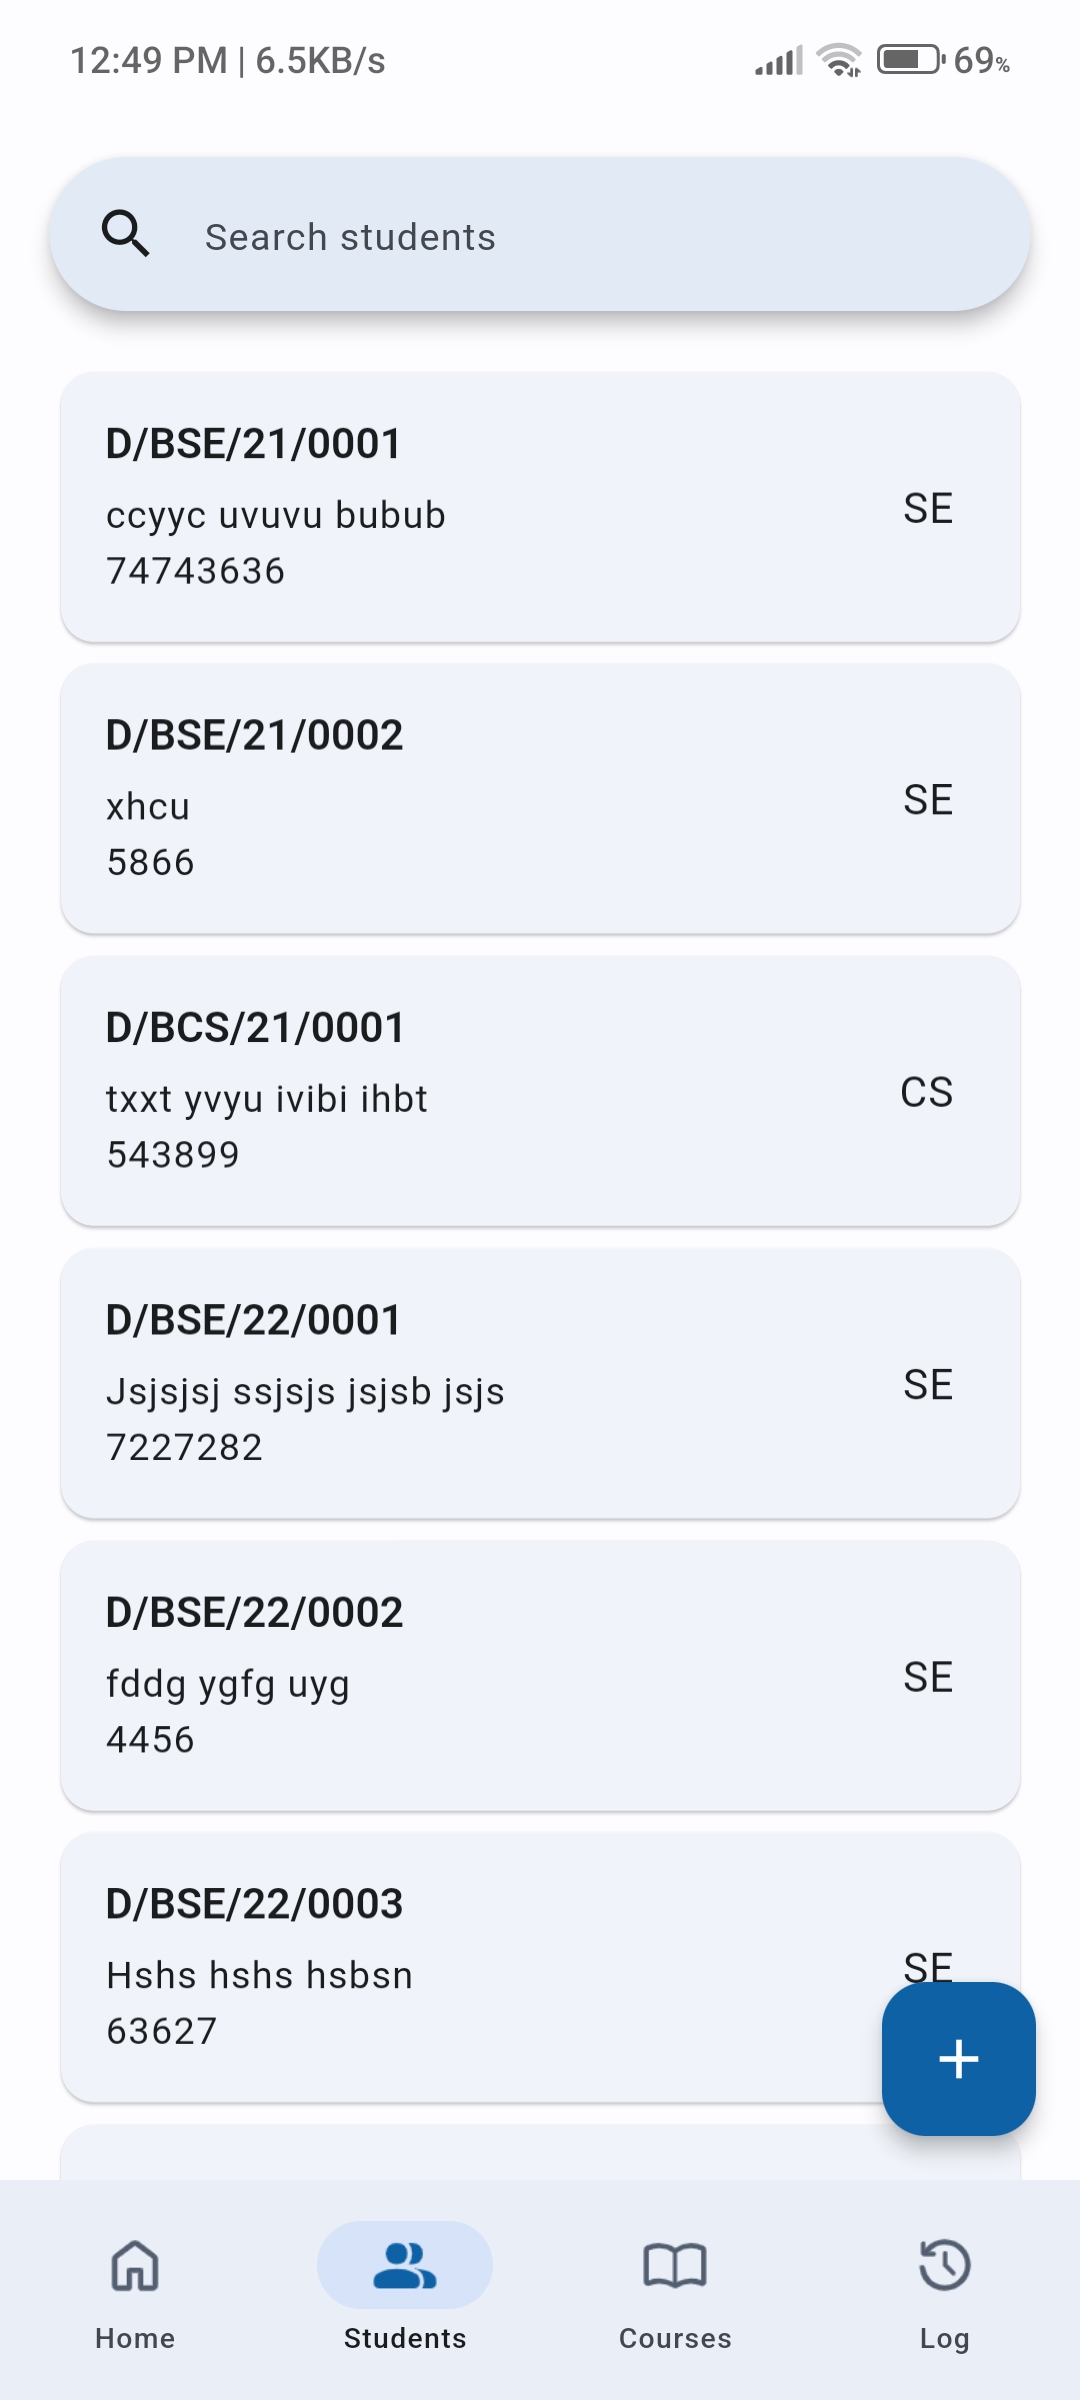 12:49 PM | 6.5KB/s 69%
Search students
D/BSE/21/0001
ccyyc uvuvu bubub
74743636
SE
D/BSE/21/0002
xhcu
5866
SE
D/BCS/21/0001
txxt yvyu ivibi ihbt
543899
CS
D/BSE/22/0001
Jsjsjsj ssjsjs jsjsb jsjs
7227282
SE
D/BSE/22/0002
fddg ygfg uyg
4456
SE
D/BSE/22/0003
Hshs hshs hsbsn
63627
SE
Home Students Courses Log